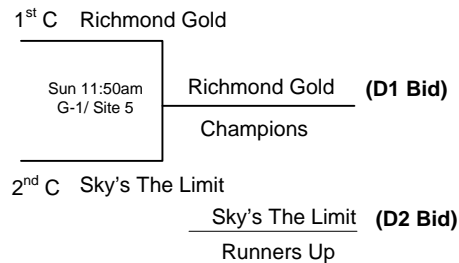 1st C Richmond Gold
Sun 11:50am
G-1/ Site 5
Richmond Gold (D1 Bid)
Champions
2nd C Sky's The Limit
Sky's The Limit (D2 Bid)
Runners Up